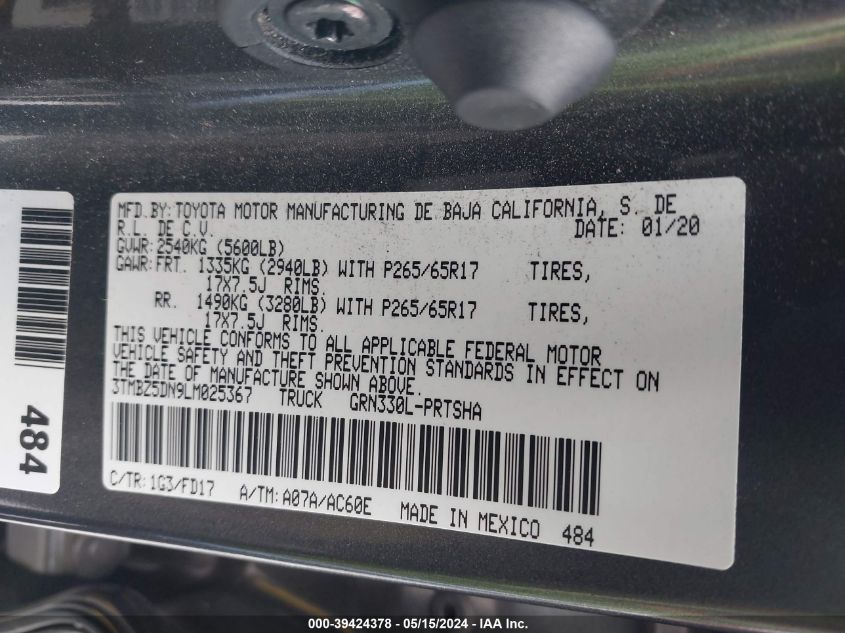 MFD.BY:TOYOTA MOTOR MANUFACTURING DE BAJA CALIFORNIA, S. DE
R.L. DE C.V. DATE: 01/20
GVWR:2540KG (5600LB)
GAWR:FRT. 1335KG (2940LB) WITH P265/65R17 TIRES,
17X7.5J RIMS.
RR. 1490KG (3280LB) WITH P265/65R17 TIRES,
17X7.5J RIMS.
THIS VEHICLE CONFORMS TO ALL APPLICABLE FEDERAL MOTOR
VEHICLE SAFETY AND THEFT PREVENTION STANDARDS IN EFFECT ON
THE DATE OF MANUFACTURE SHOWN ABOVE.
3TMBZ5DN9LM025367 TRUCK GRN330L-PRTSHA
C/TR:1G3/FD17 A/TM:A07A/AC60E MADE IN MEXICO 484
484
000-39424378 - 05/15/2024 - IAA Inc.